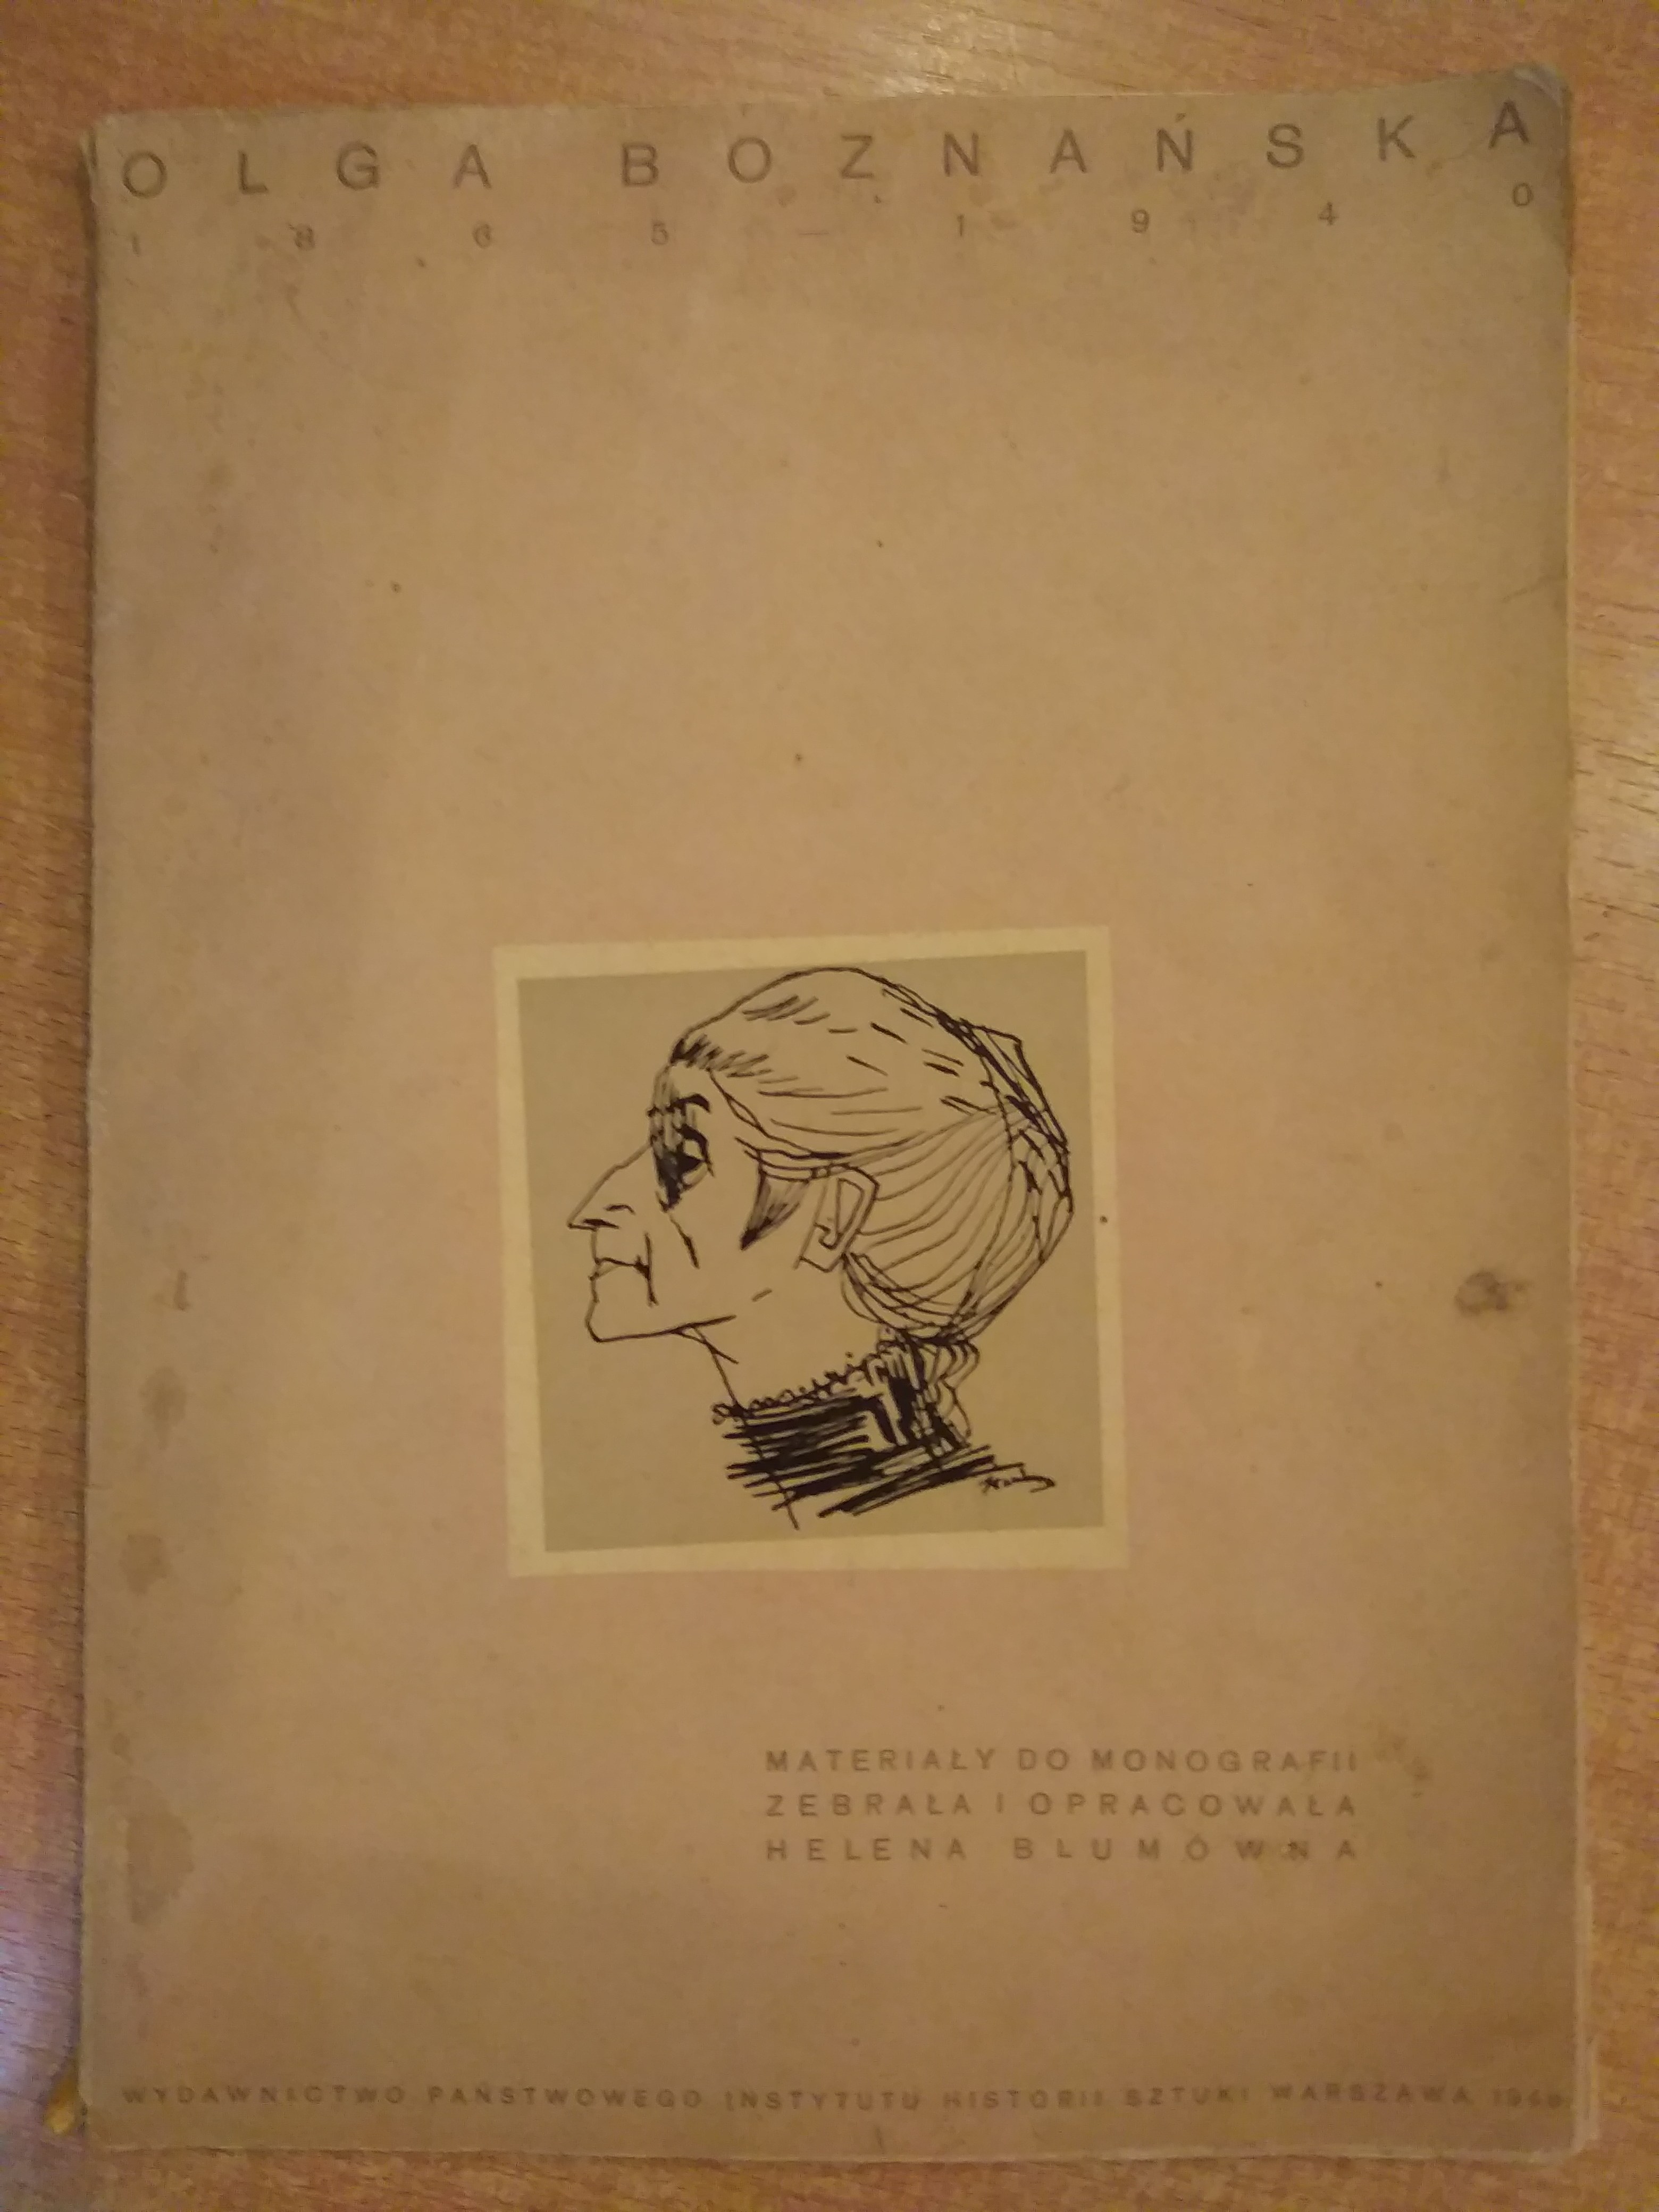 OLGA BOZNAŃSKA
1865 — 1940
MATERIAŁY DO MONOGRAFII
ZEBRAŁA I OPRACOWAŁA
HELENA BLUMÓWNA
WYDAWNICTWO PAŃSTWOWEGO INSTYTUTU HISTORII SZTUKI WARSZAWA